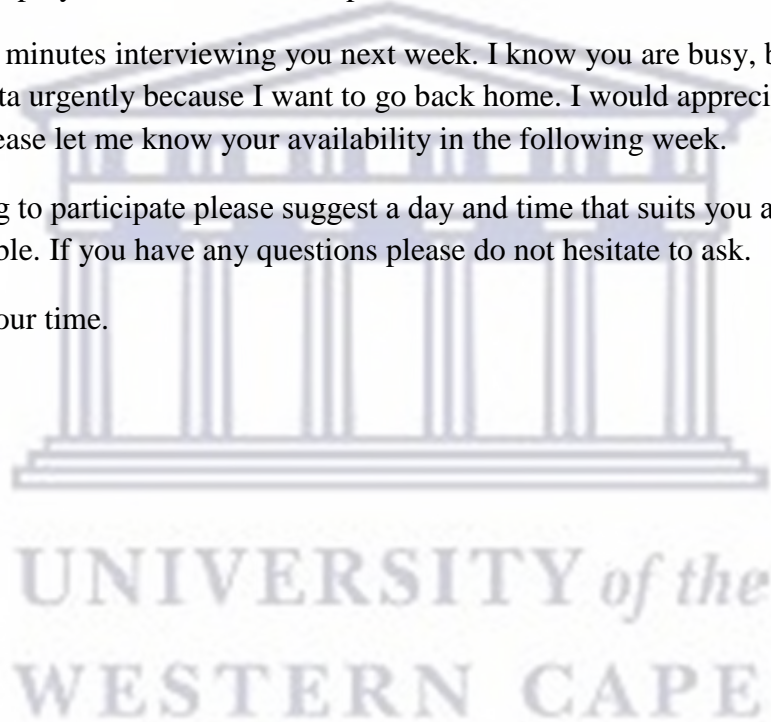 minutes interviewing you next week. I know you are busy, b
ta urgently because I want to go back home. I would appreci
ease let me know your availability in the following week.
g to participate please suggest a day and time that suits you a
ble. If you have any questions please do not hesitate to ask.
our time.
UNIVERSITY of the
WESTERN CAPE